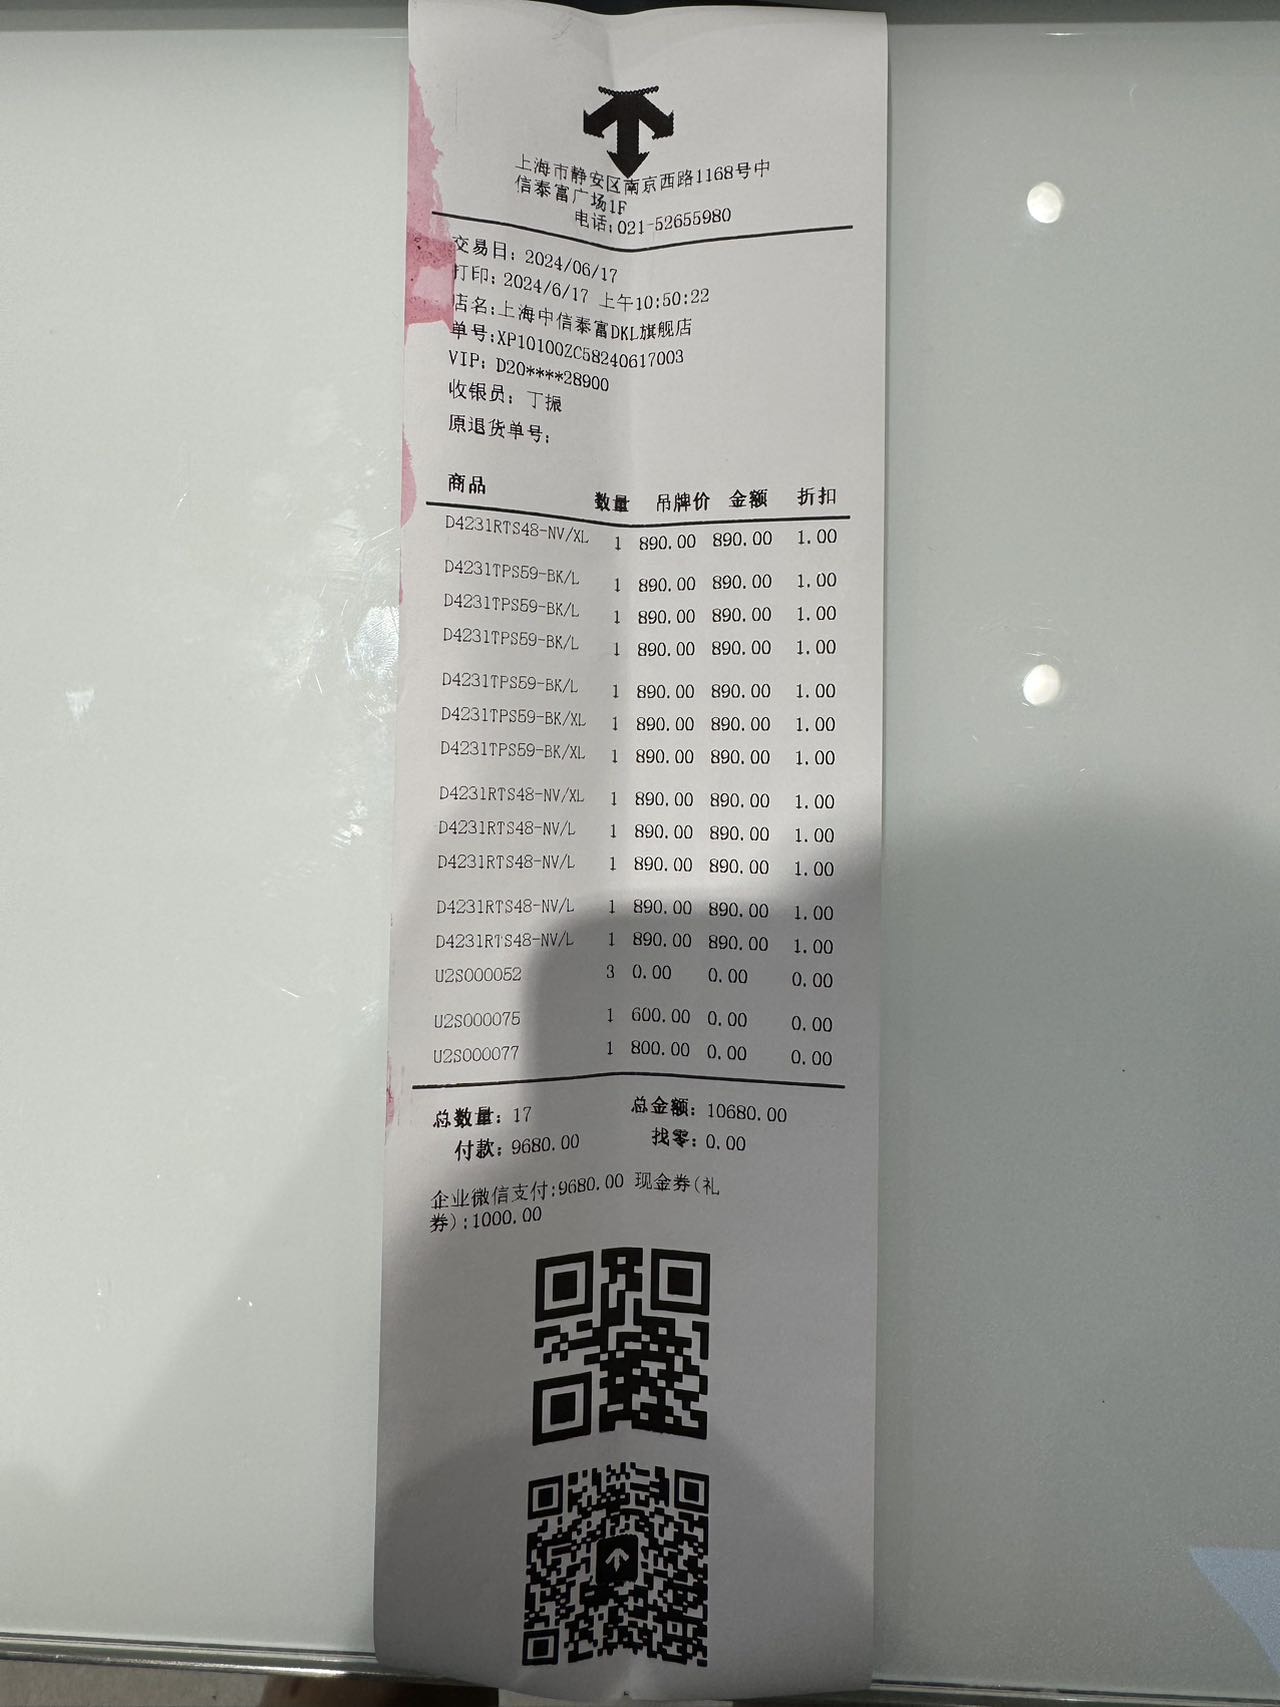 上海市静安区南京西路1168号中
信泰富广场1F
电话:021-52655980
交易日: 2024/06/17
打印: 2024/6/17 上午10:50:22
店名:上海中信泰富DKL旗舰店
单号:XP10100ZC58240617003
VIP: D20****28900
收银员: 丁振
原退货单号:
商品 数量 吊牌价 金额 折扣
D4231RTS48-NV/XL 1 890.00 890.00 1.00
D4231TPS59-BK/L 1 890.00 890.00 1.00
D4231TPS59-BK/L 1 890.00 890.00 1.00
D4231TPS59-BK/L 1 890.00 890.00 1.00
D4231TPS59-BK/L 1 890.00 890.00 1.00
D4231TPS59-BK/XL 1 890.00 890.00 1.00
D4231TPS59-BK/XL 1 890.00 890.00 1.00
D4231RTS48-NV/XL 1 890.00 890.00 1.00
D4231RTS48-NV/L 1 890.00 890.00 1.00
D4231RTS48-NV/L 1 890.00 890.00 1.00
D4231RTS48-NV/L 1 890.00 890.00 1.00
D4231RTS48-NV/L 1 890.00 890.00 1.00
U2S000052 3 0.00 0.00 0.00
U2S000075 1 600.00 0.00 0.00
U2S000077 1 800.00 0.00 0.00
总数量: 17 总金额: 10680.00
付款: 9680.00 找零: 0.00
企业微信支付:9680.00 现金券(礼
券):1000.00